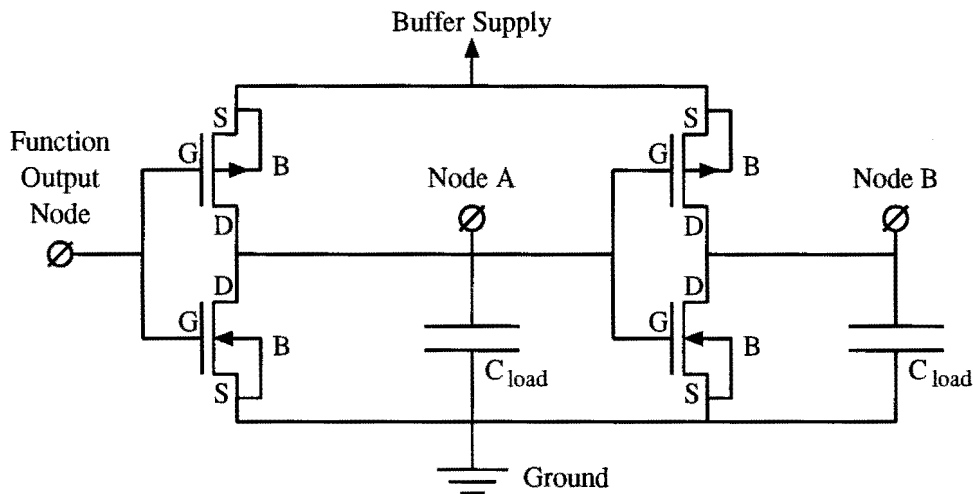 Buffer Supply
Function
Output
Node
S
G
B
D
Node A
S
G
B
D
Node B
D
G
B
S
C load
D
G
B
S
C load
Ground